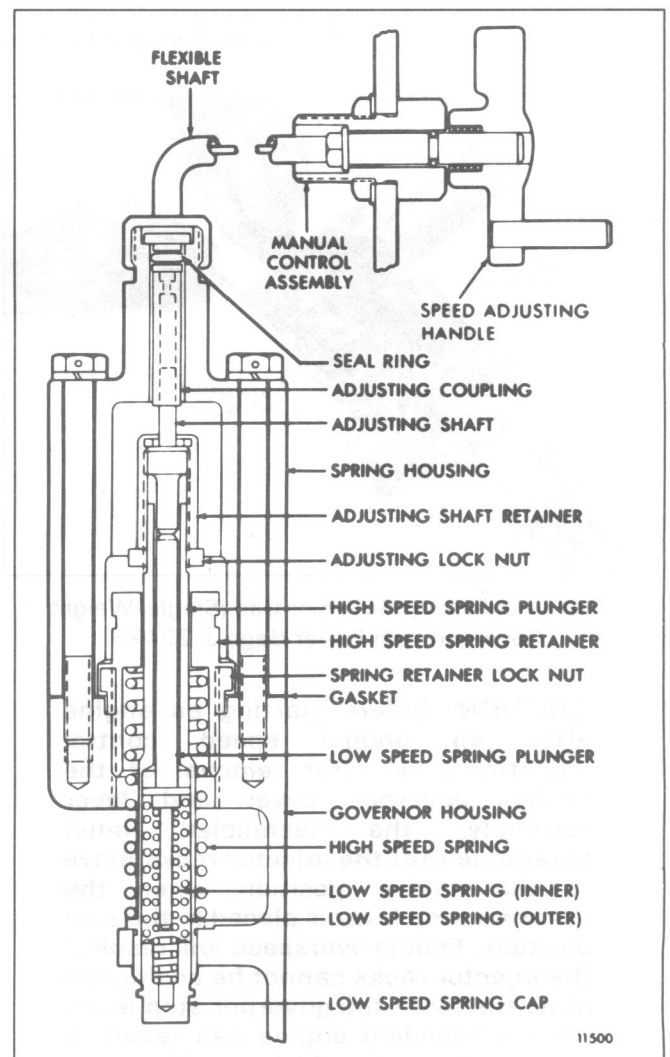 FLEXIBLE
SHAFT
MANUAL
CONTROL
ASSEMBLY
SPEED ADJUSTING
HANDLE
SEAL RING
ADJUSTING COUPLING
ADJUSTING SHAFT
SPRING HOUSING
ADJUSTING SHAFT RETAINER
ADJUSTING LOCK NUT
HIGH SPEED SPRING PLUNGER
HIGH SPEED SPRING RETAINER
SPRING RETAINER LOCK NUT
GASKET
LOW SPEED SPRING PLUNGER
GOVERNOR HOUSING
HIGH SPEED SPRING
LOW SPEED SPRING (INNER)
LOW SPEED SPRING (OUTER)
LOW SPEED SPRING CAP
11500